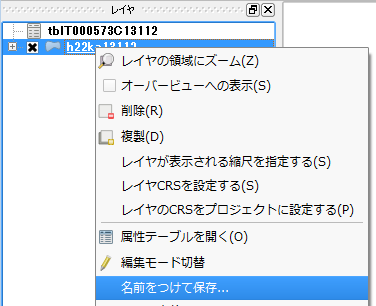 レイヤ
tblT000573C13112
h22ka13112
レイヤの領域にズーム(Z)
オーバービューへの表示(S)
削除(R)
複製(D)
レイヤが表示される縮尺を指定する(S)
レイヤCRSを設定する(S)
レイヤのCRSをプロジェクトに設定する(P)
属性テーブルを開く(O)
編集モード切替
名前をつけて保存...